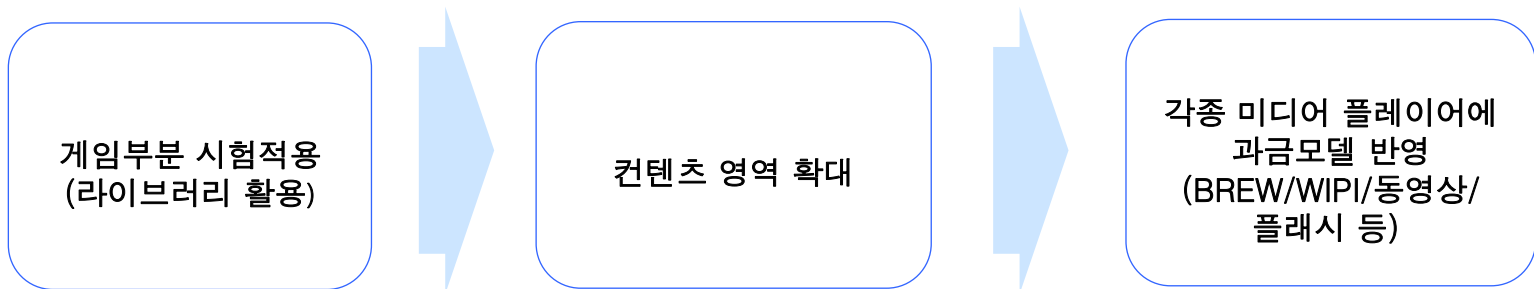 게임부분 시험적용
(라이브러리 활용)
컨텐츠 영역 확대
각종 미디어 플레이어에
과금모델 반영
(BREW/WIPI/동영상/
플래시 등)